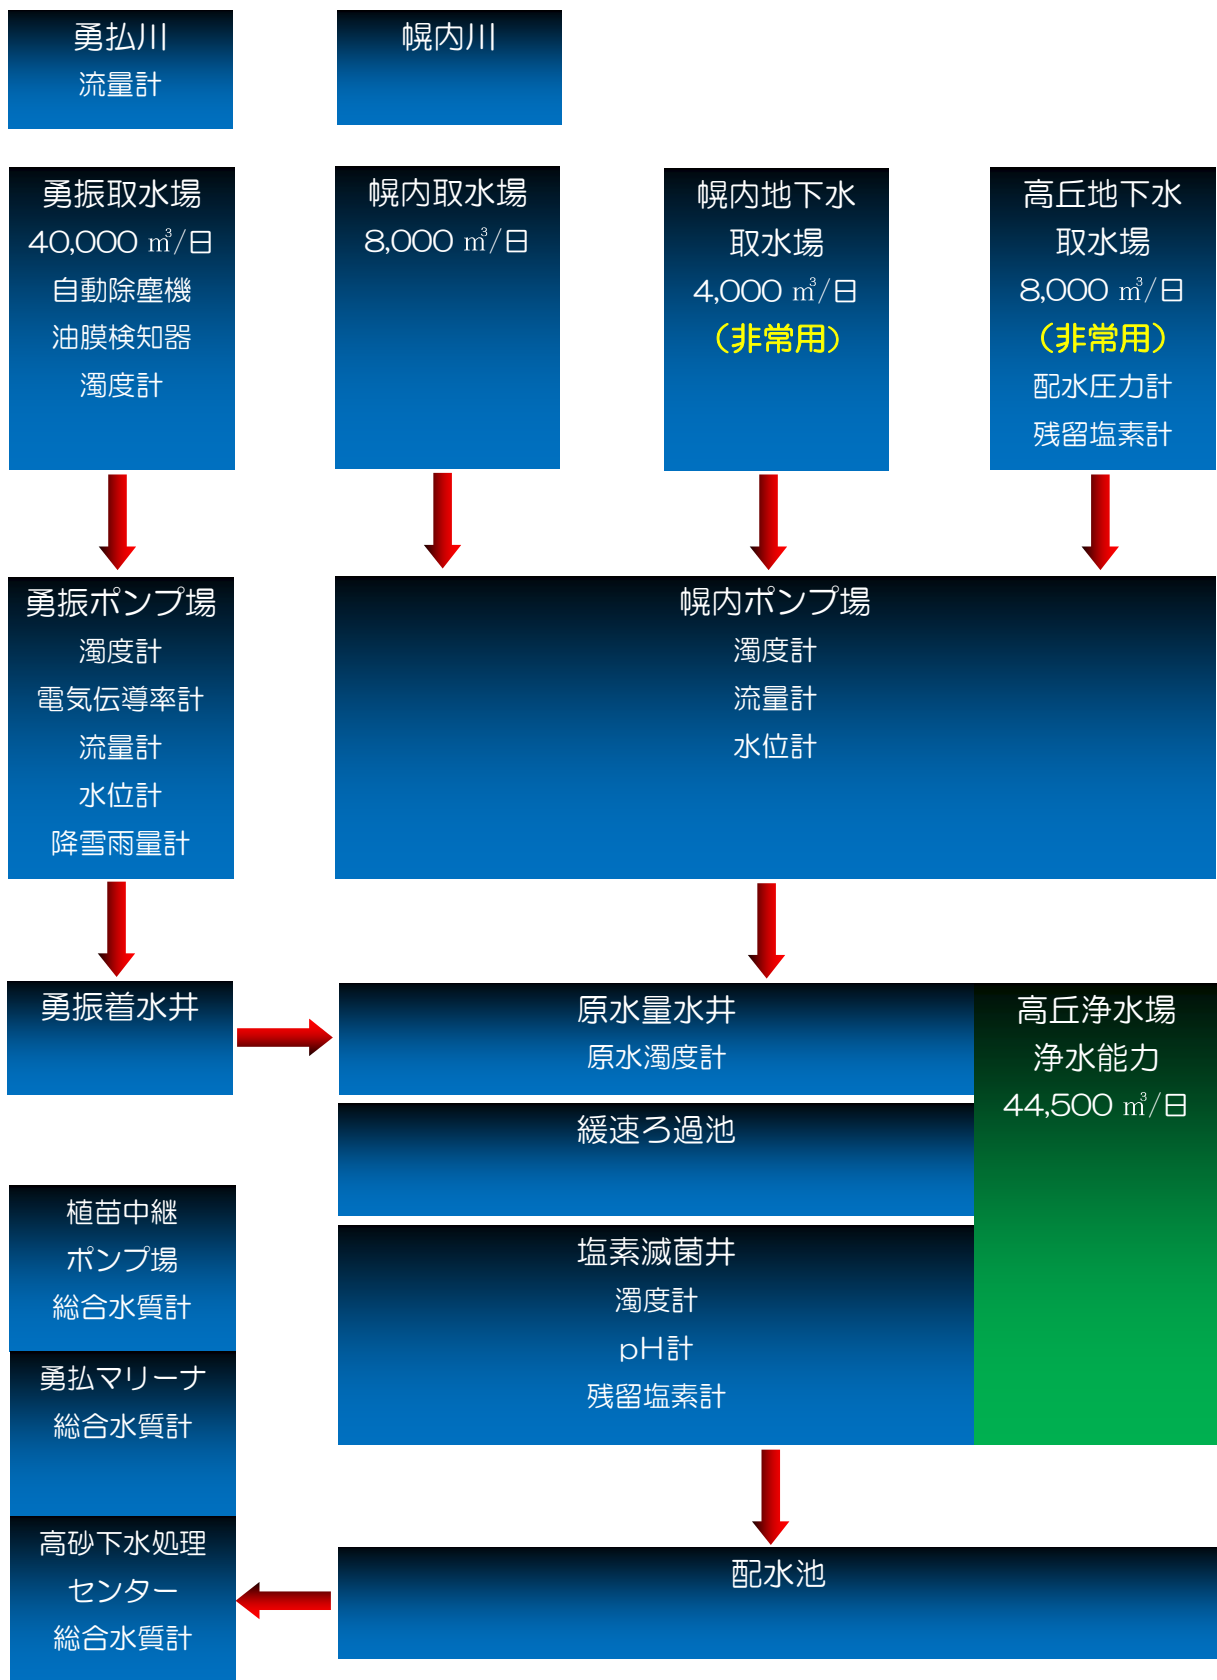 勇払川
流量計
幌内川
勇振取水場
40,000 ㎥/日
自動除塵機
油膜検知器
濁度計
幌内取水場
8,000 ㎥/日
幌内地下水
取水場
4,000 ㎥/日
(非常用)
高丘地下水
取水場
8,000 ㎥/日
(非常用)
配水圧力計
残留塩素計
勇振ポンプ場
濁度計
電気伝導率計
流量計
水位計
降雪雨量計
幌内ポンプ場
濁度計
流量計
水位計
勇振着水井
原水量水井
原水濁度計
高丘浄水場
浄水能力
44,500 ㎥/日
緩速ろ過池
塩素滅菌井
濁度計
pH計
残留塩素計
植苗中継
ポンプ場
総合水質計
勇払マリーナ
総合水質計
高砂下水処理
センター
総合水質計
配水池